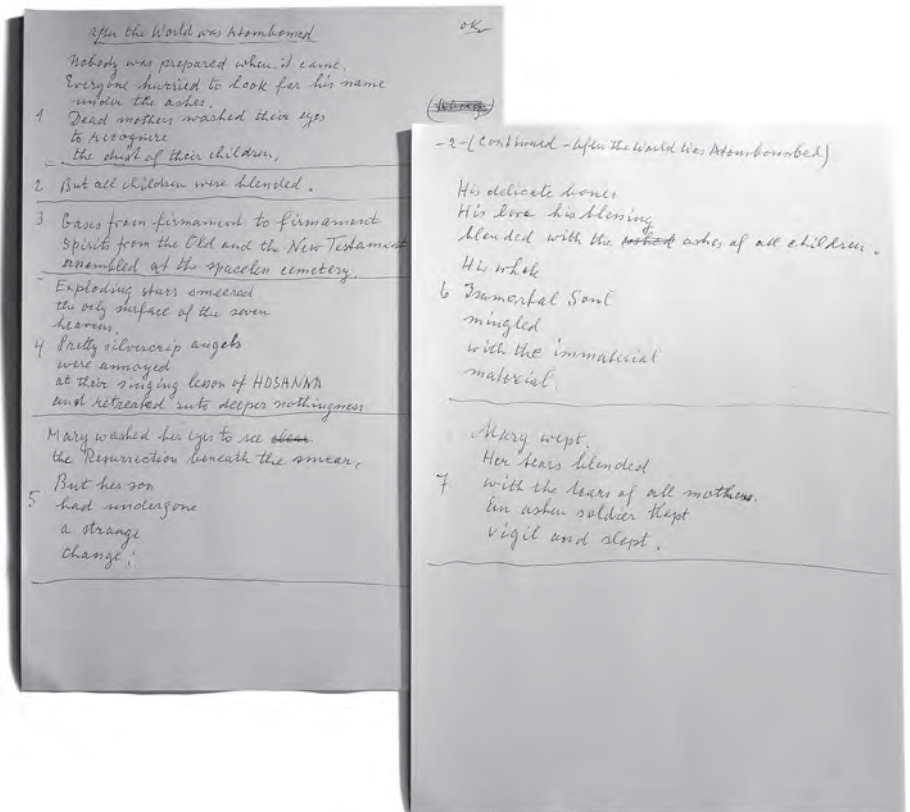 After the World was Atombombed
OK
Nobody was prepared when it came.
Everyone hurried to look for his name
under the ashes.
1 Dead mothers washed their eyes
to recognize
the dust of their children.
2 But all children were blended.
3 Gases from firmament to firmament
Spirits from the Old and the New Testament
assembled at the spaceless cemetery.
Exploding stars smeared
the oily surface of the seven
heavens.
4 Pretty silvercrip angels
were annoyed
at their singing lesson of HOSANNA
and retreated into deeper nothingness
Mary washed her eyes to see clear
the Resurrection beneath the smear,
But her son
5 had undergone
a strange
change:
-2-(Continued - After the World was Atombombed)
His delicate bones
His love his blessing
blended with the ashes of all children.
His whole
6 Immortal Soul
mingled
with the immaterial
material.
Mary wept.
Her tears blended
7 with the tears of all mothers.
An ashen soldier kept
vigil and slept.